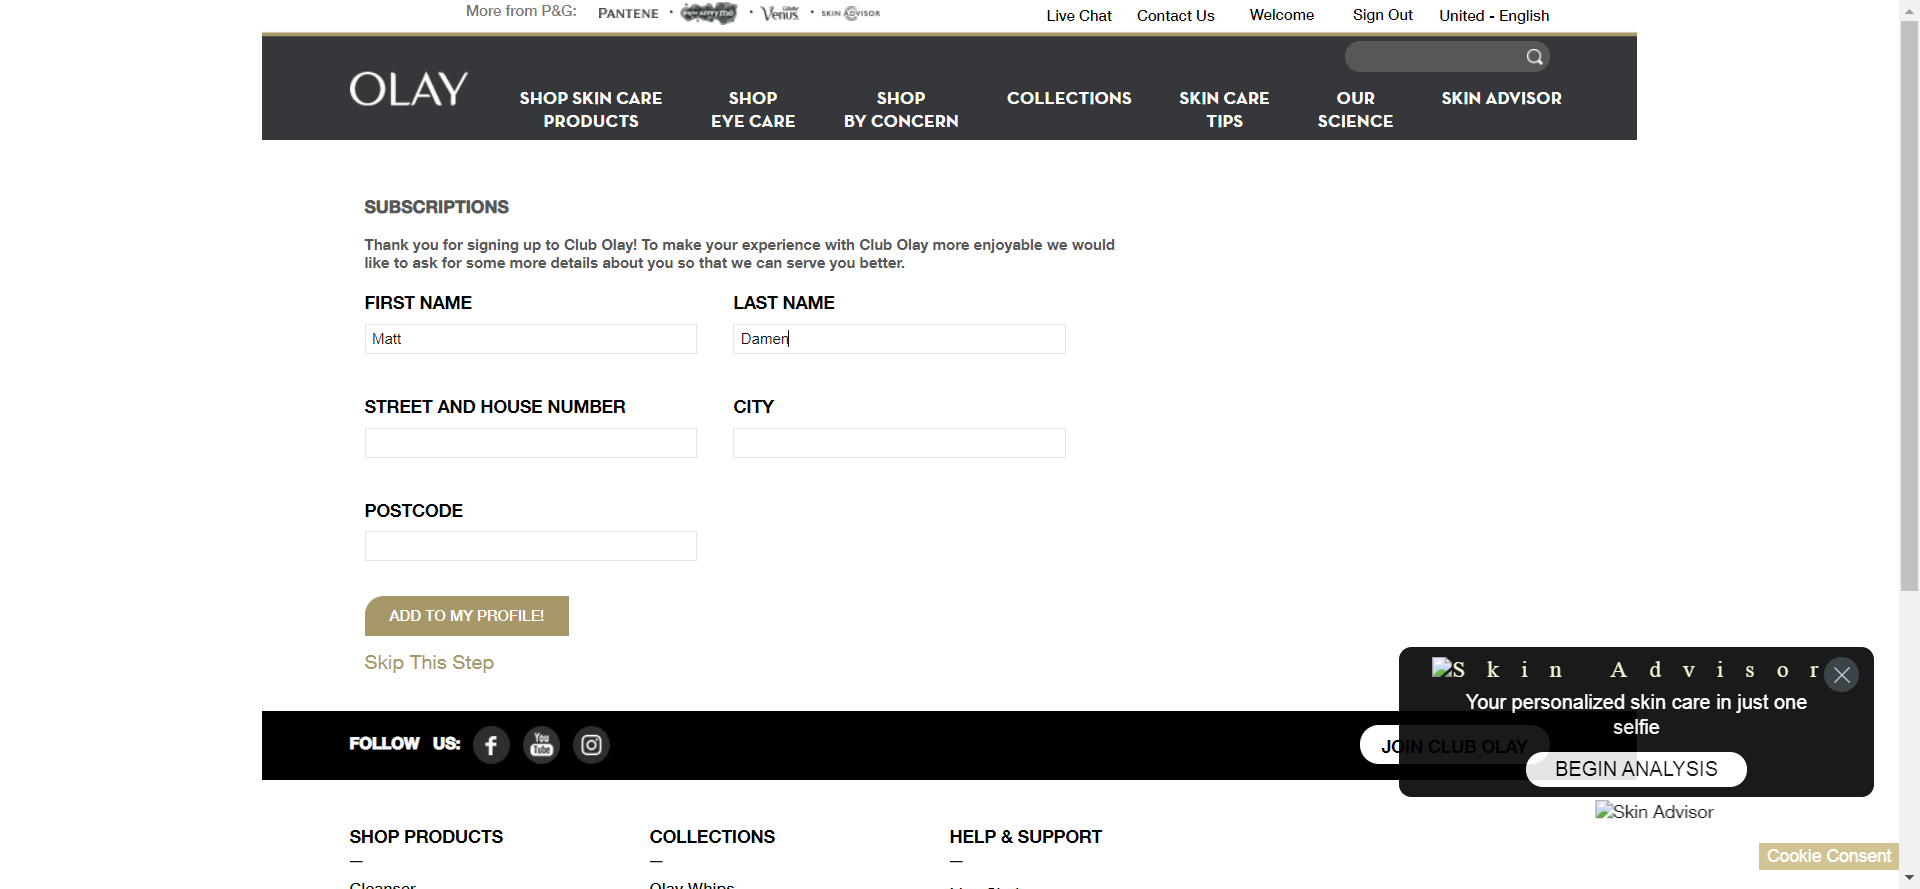 More from P&G: PANTENE · · Venus · SKIN ADVISOR
Live Chat Contact Us Welcome Sign Out United - English
OLAY
SHOP SKIN CARE PRODUCTS
SHOP EYE CARE
SHOP BY CONCERN
COLLECTIONS
SKIN CARE TIPS
OUR SCIENCE
SKIN ADVISOR
SUBSCRIPTIONS
Thank you for signing up to Club Olay! To make your experience with Club Olay more enjoyable we would
like to ask for some more details about you so that we can serve you better.
FIRST NAME LAST NAME
Matt Damen
STREET AND HOUSE NUMBER CITY
POSTCODE
ADD TO MY PROFILE!
Skip This Step
Skin Advisor
Your personalized skin care in just one
selfie
BEGIN ANALYSIS
FOLLOW US: f You Tube
JOIN CLUB OLAY
Skin Advisor
SHOP PRODUCTS COLLECTIONS HELP & SUPPORT
Cookie Consent
Cleanser Olay Whips